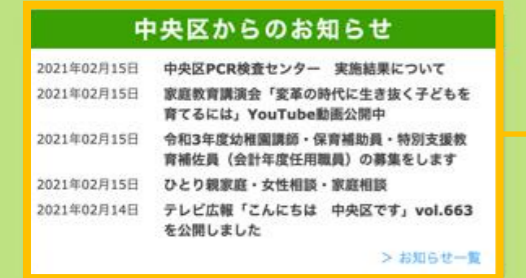 中央区からのお知らせ
2021年02月15日 中央区PCR検査センター 実施結果について
2021年02月15日 家庭教育講演会「変革の時代に生き抜く子どもを
育てるには」YouTube動画公開中
2021年02月15日 令和3年度幼稚園講師・保育補助員・特別支援教
育補佐員(会計年度任用職員)の募集をします
2021年02月15日 ひとり親家庭・女性相談・家庭相談
2021年02月14日 テレビ広報「こんにちは 中央区です」vol.663
を公開しました
> お知らせ一覧